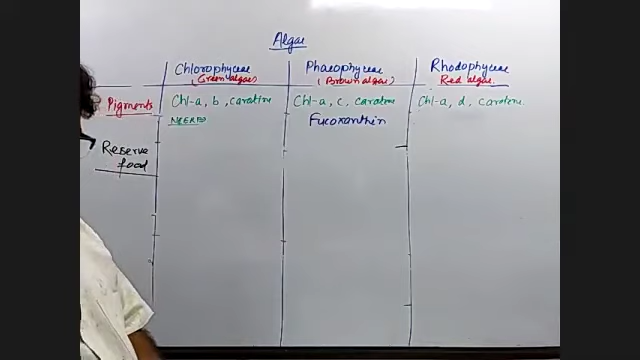 Algae
Chlorophyceae Phaeophyceae Rhodophyceae
(Green algae) (Brown algae) Red algae
Pigments Chl-a, b, carotene Chl-a, c, carotene Chl-a, d, carotene
Fucoxanthin
Reserve
food